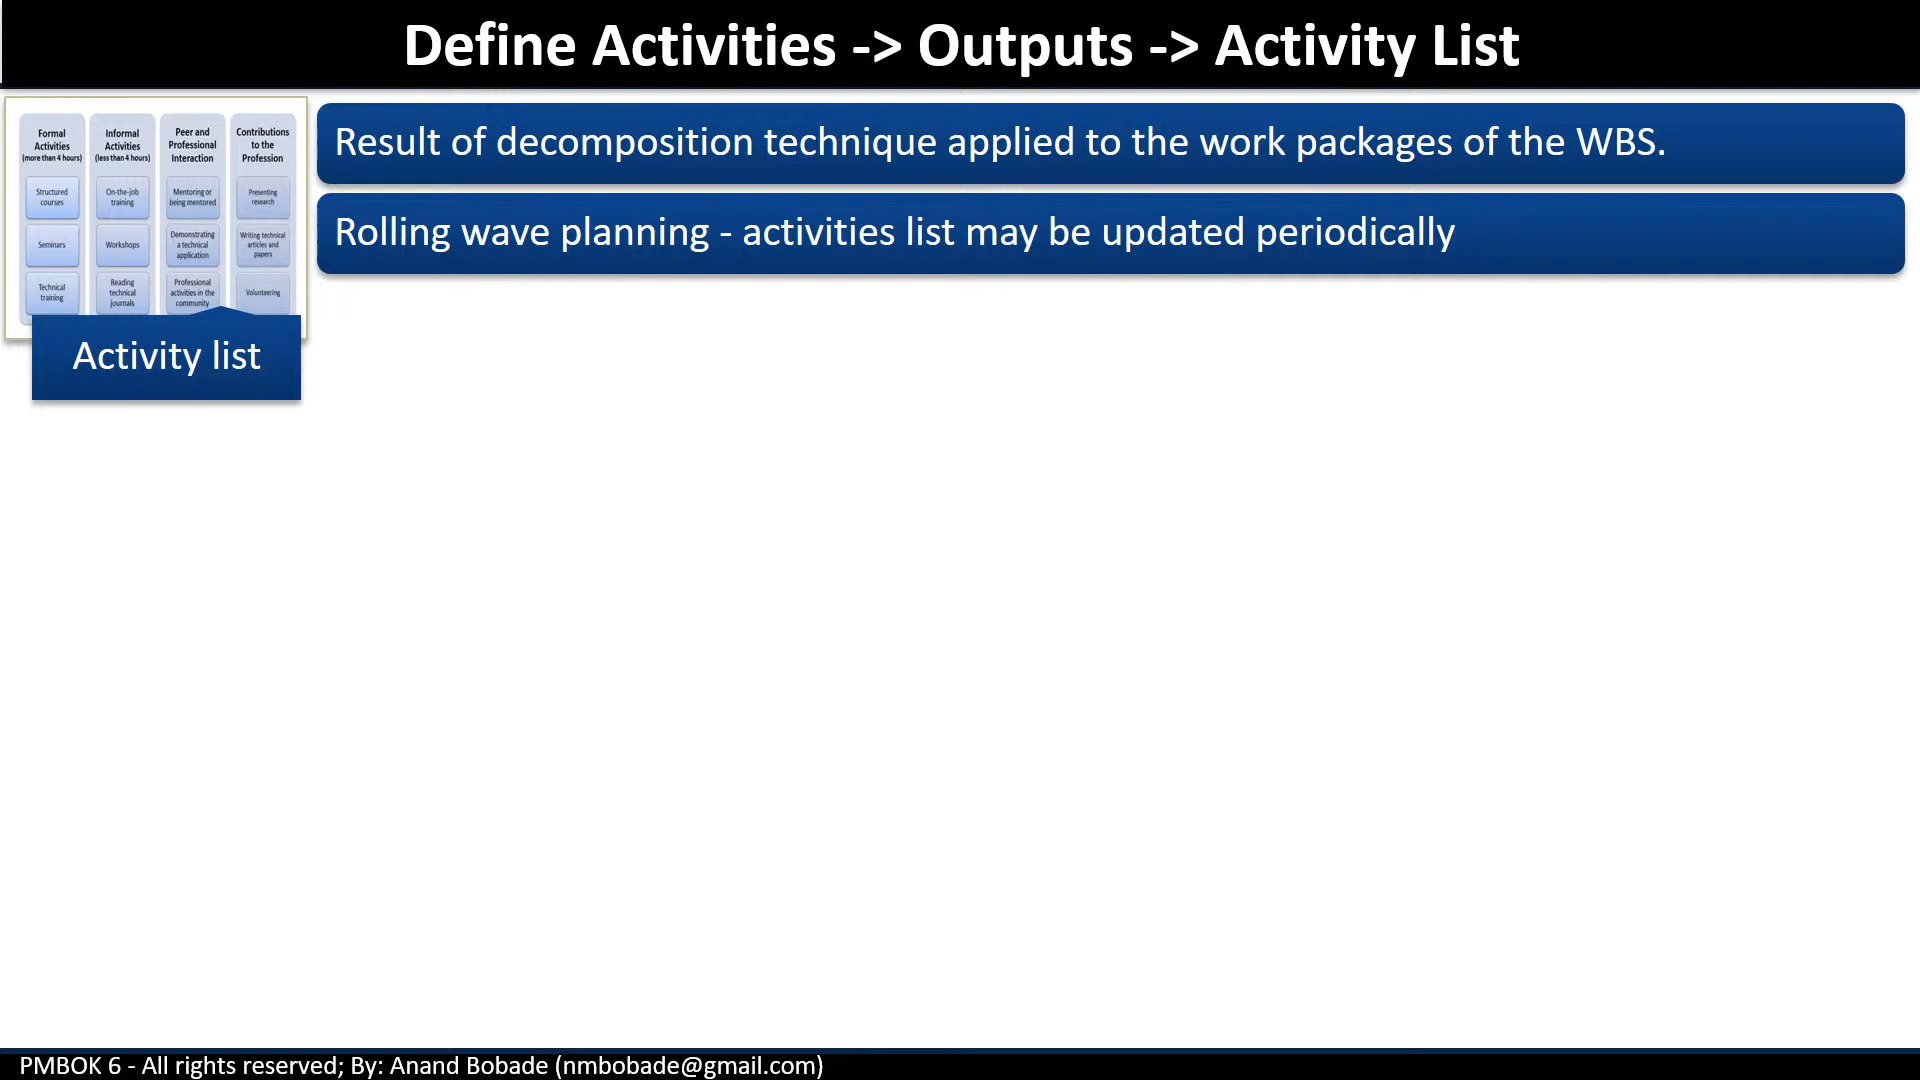 Define Activities -> Outputs -> Activity List
Formal
Activities
(more than 4 hours)
Structured
courses
Seminars
Technical
training
Informal
Activities
(less than 4 hours)
On-the-job
training
Workshops
Reading
technical
journals
Peer and
Professional
Interaction
Mentoring or
being mentored
Demonstrating
a technical
application
Professional
activities in the
community
Contributions
to the
Profession
Presenting
research
Writing technical
articles and
papers
Volunteering
Activity list
Result of decomposition technique applied to the work packages of the WBS.
Rolling wave planning - activities list may be updated periodically
PMBOK 6 - All rights reserved; By: Anand Bobade (nmbobade@gmail.com)